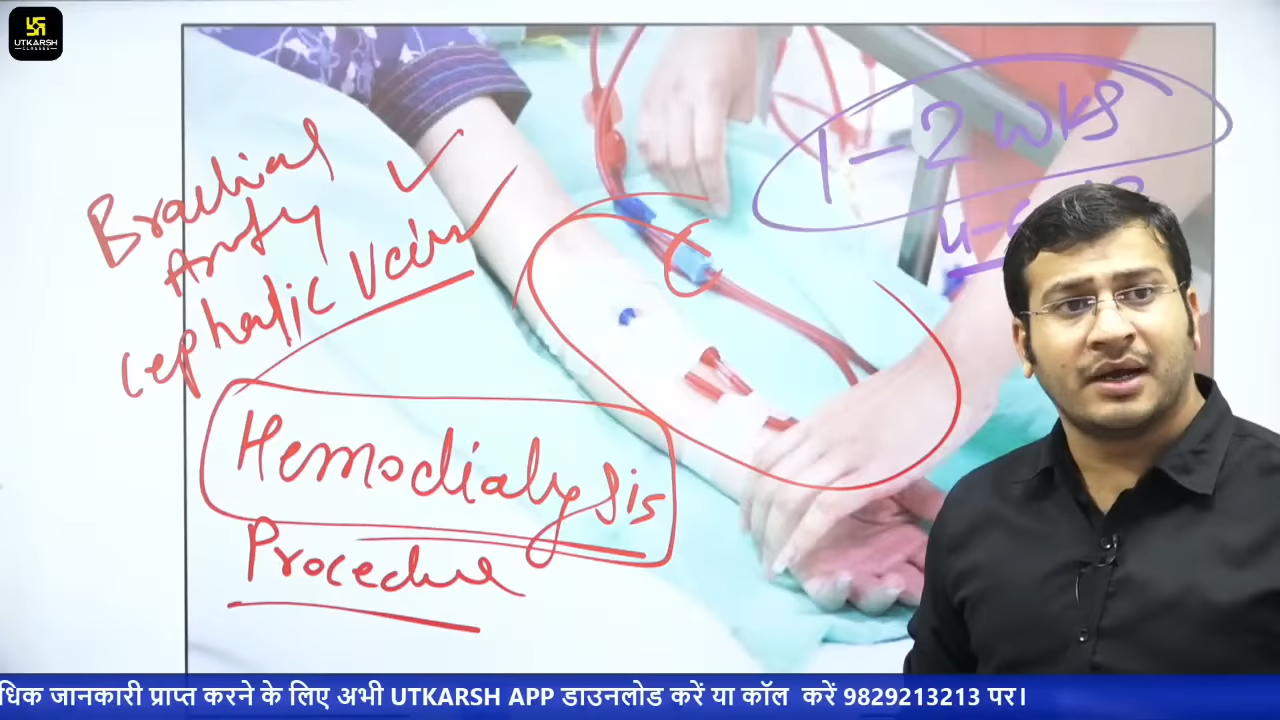 UTKARSH
CLASSES
1-2 wks
Brachial
Artery
cephalic Vein
Hemodialysis
Procedure
धिक जानकारी प्राप्त करने के लिए अभी UTKARSH APP डाउनलोड करें या कॉल करें 9829213213 पर।